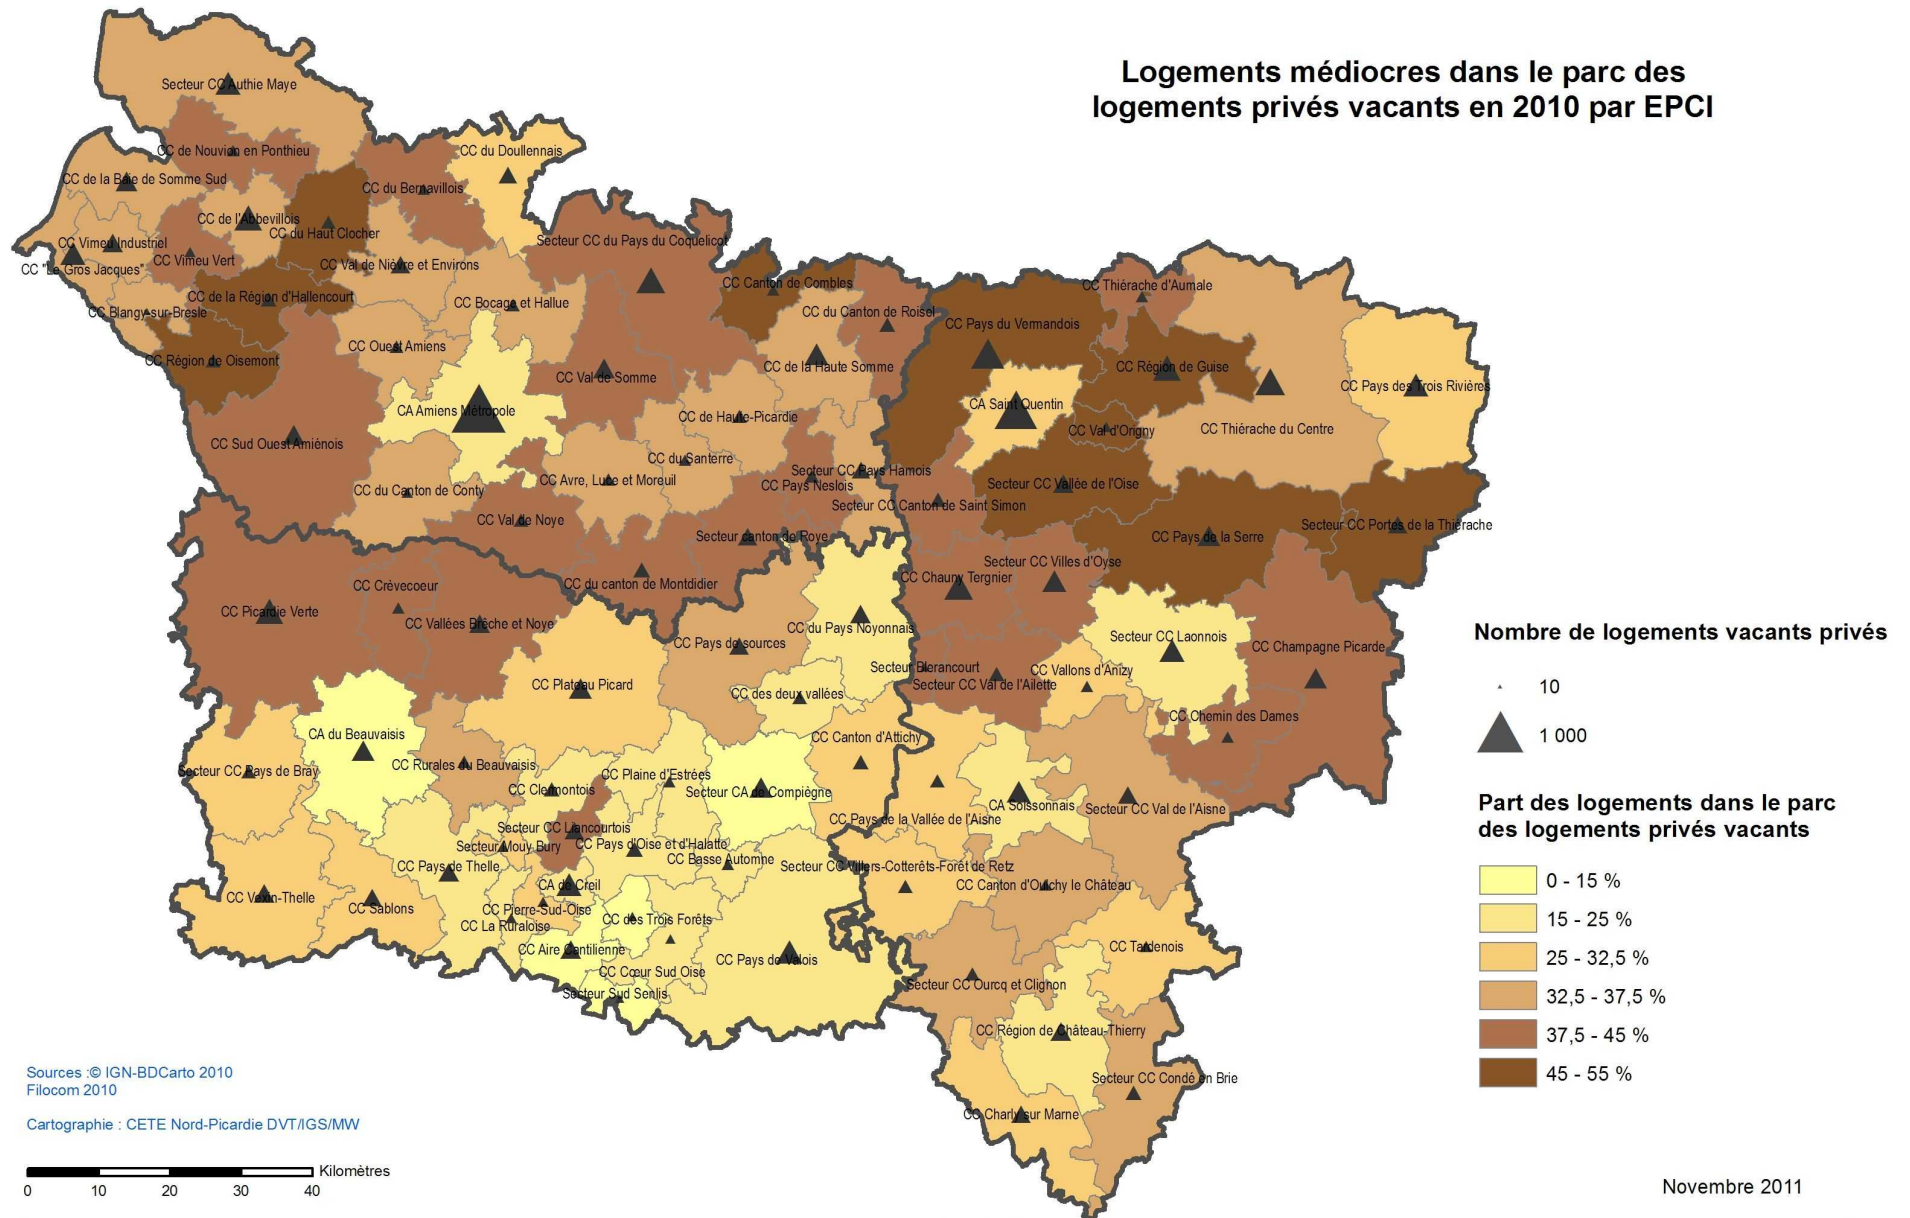 Logements médiocres dans le parc des
logements privés vacants en 2010 par EPCI
Secteur CC Authie Maye
CC de Nouvion en Ponthieu
CC du Doullennais
CC de la Baie de Somme Sud
CC du Bernavillois
CC de l'Abbevillois
CC du Haut Clocher
CC Vimeu Industriel
CC Vimeu Vert
CC "Le Gros Jacques"
CC Val de Nièvre et Environs
Secteur CC du Pays du Coquelicot
CC de la Région d'Hallencourt
CC Blangy-sur-Bresle
CC Bocage et Hallue
CC Canton de Combles
CC du Canton de Roisel
CC Thiérache d'Aumale
CC Pays du Vermandois
CC Région de Oisemont
CC Ouest Amiens
CC Val de Somme
CC de la Haute Somme
CC Région de Guise
CC Pays des Trois Rivières
CA Amiens Métropole
CC de Haute-Picardie
CA Saint Quentin
CC Val d'Origny
CC Thiérache du Centre
CC Sud Ouest Amiénois
CC du Santerre
CC du Canton de Conty
CC Avre, Luce et Moreuil
Secteur CC Pays Hamois
CC Pays Neslois
Secteur CC Vallée de l'Oise
Secteur CC Canton de Saint Simon
CC Val de Noye
Secteur canton de Roye
CC Pays de la Serre
Secteur CC Portes de la Thiérache
CC Crévecoeur
CC du canton de Montdidier
CC Chauny Tergnier
Secteur CC Villes d'Oyse
CC Picardie Verte
CC Vallées Brêche et Noye
CC Pays de sources
CC du Pays Noyonnais
Secteur CC Laonnois
CC Champagne Picarde
Secteur Blerancourt
Secteur CC Val de l'Ailette
CC Vallons d'Anizy
CC Plateau Picard
CC des deux vallées
CC Chemin des Dames
CA du Beauvaisis
CC Canton d'Attichy
Secteur CC Pays de Bray
CC Rurales du Beauvaisis
CC Clermontois
CC Plaine d'Estrées
Secteur CA de Compiègne
CA Soissonnais
Secteur CC Val de l'Aisne
CC Pays de la Vallée de l'Aisne
Secteur CC Liancourtois
Secteur Mouy Bury
CC Pays d'Oise et d'Halatte
CC Basse Automne
Secteur CC Villers-Cotterêts-Forêt de Retz
CC Pays de Thelle
CA de Creil
CC Canton d'Oulchy le Château
CC Vexin-Thelle
CC Sablons
CC Pierre-Sud-Oise
CC La Ruraloise
CC des Trois Forêts
CC Aire Cantilienne
CC Pays de Valois
CC Tardenois
CC Cœur Sud Oise
Secteur Sud Senlis
Secteur CC Ourcq et Clignon
CC Région de Château-Thierry
Secteur CC Condé en Brie
CC Charly sur Marne
Nombre de logements vacants privés
10
1 000
Part des logements dans le parc
des logements privés vacants
0 - 15 %
15 - 25 %
25 - 32,5 %
32,5 - 37,5 %
37,5 - 45 %
45 - 55 %
Sources :© IGN-BDCarto 2010
Filocom 2010
Cartographie : CETE Nord-Picardie DVT/IGS/MW
Kilomètres
0 10 20 30 40
Novembre 2011